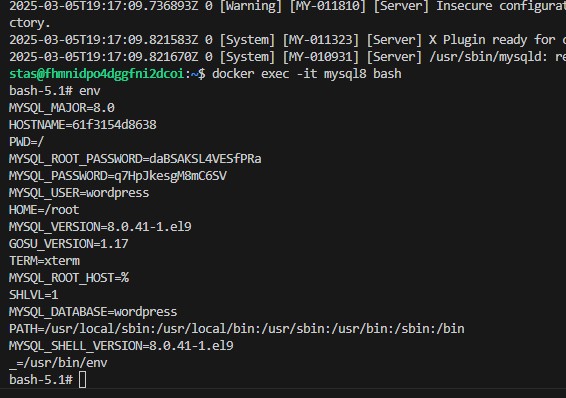 2025-03-05T19:17:09.736893Z 0 [Warning] [MY-011810] [Server] Insecure configurat
ctory.
2025-03-05T19:17:09.821583Z 0 [System] [MY-011323] [Server] X Plugin ready for c
2025-03-05T19:17:09.821670Z 0 [System] [MY-010931] [Server] /usr/sbin/mysqld: re
stas@fhmnidpo4dggfni2dcoi:~$ docker exec -it mysql8 bash
bash-5.1# env
MYSQL_MAJOR=8.0
HOSTNAME=61f3154d8638
PWD=/
MYSQL_ROOT_PASSWORD=daBSAKSL4VESfPRa
MYSQL_PASSWORD=q7HpJkesgM8mC6SV
MYSQL_USER=wordpress
HOME=/root
MYSQL_VERSION=8.0.41-1.el9
GOSU_VERSION=1.17
TERM=xterm
MYSQL_ROOT_HOST=%
SHLVL=1
MYSQL_DATABASE=wordpress
PATH=/usr/local/sbin:/usr/local/bin:/usr/sbin:/usr/bin:/sbin:/bin
MYSQL_SHELL_VERSION=8.0.41-1.el9
_=/usr/bin/env
bash-5.1#